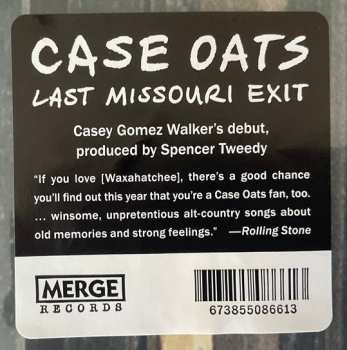 CASE OATS
LAST MISSOURI EXIT
Casey Gomez Walker's debut,
produced by Spencer Tweedy
"If you love [Waxahatchee], there's a good chance
you'll find out this year that you're a Case Oats fan, too.
... winsome, unpretentious alt-country songs about
old memories and strong feelings." —Rolling Stone
MERGE
RECORDS
673855086613